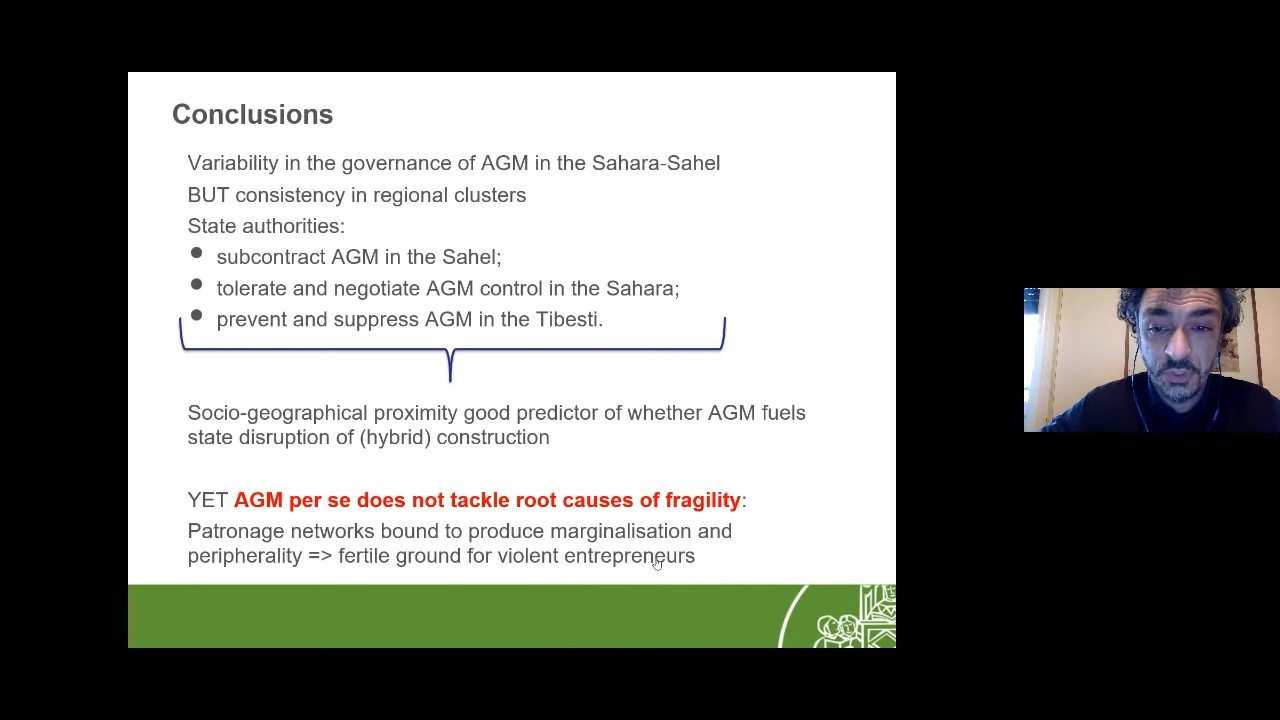 Conclusions
Variability in the governance of AGM in the Sahara-Sahel
BUT consistency in regional clusters
State authorities:
• subcontract AGM in the Sahel;
• tolerate and negotiate AGM control in the Sahara;
• prevent and suppress AGM in the Tibesti.
Socio-geographical proximity good predictor of whether AGM fuels
state disruption of (hybrid) construction
YET AGM per se does not tackle root causes of fragility:
Patronage networks bound to produce marginalisation and
peripherality => fertile ground for violent entrepreneurs